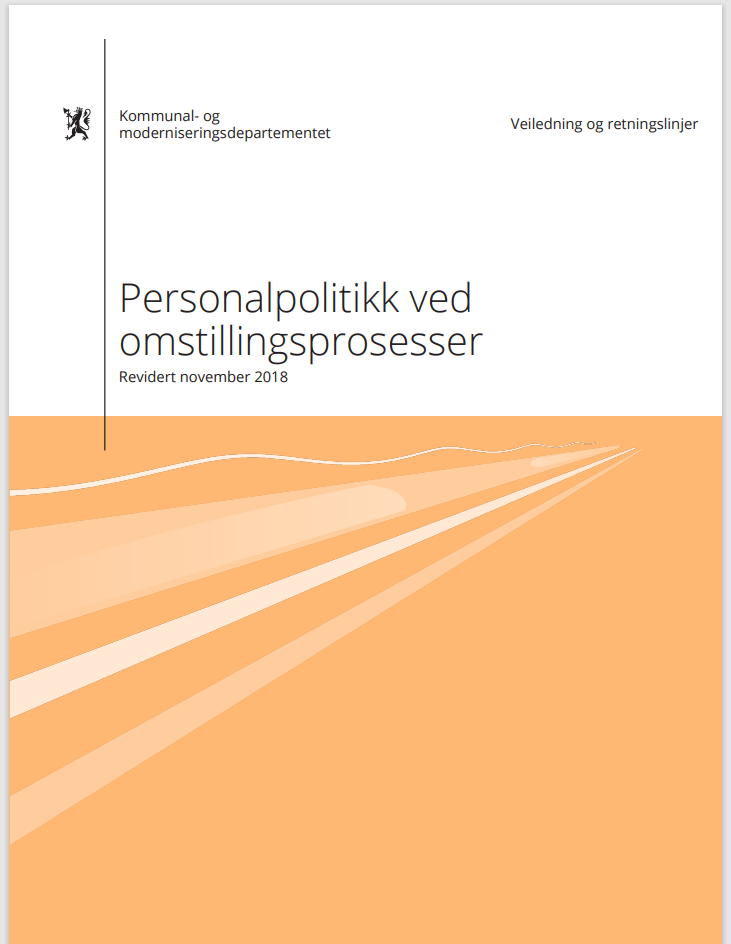 Kommunal- og
moderniseringsdepartementet
Veiledning og retningslinjer
Personalpolitikk ved
omstillingsprosesser
Revidert november 2018